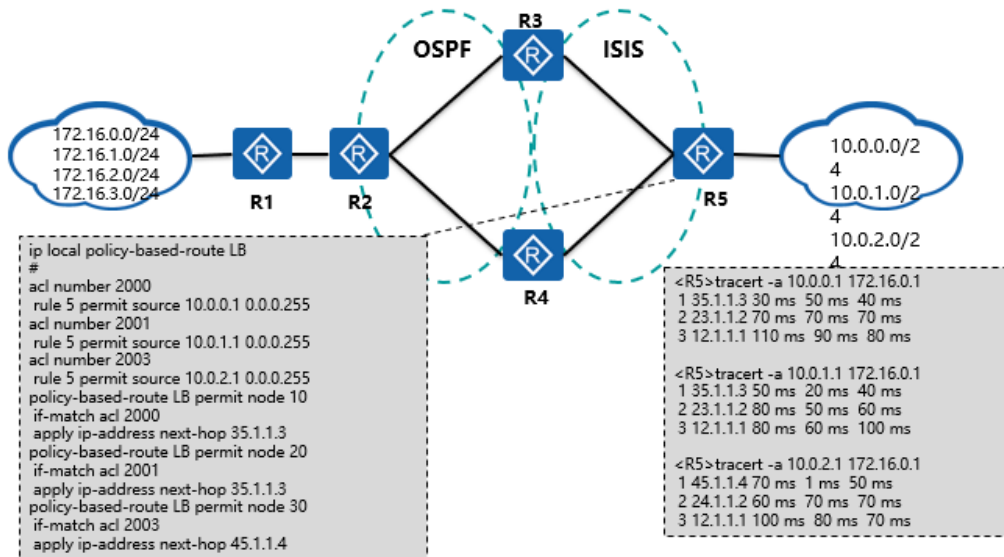 R3
OSPF
ISIS
172.16.0.0/24
172.16.1.0/24
172.16.2.0/24
172.16.3.0/24
R
R
R
R
R
10.0.0.0/2
4
10.0.1.0/2
4
10.0.2.0/2
4
R1
R2
R5
R4
ip local policy-based-route LB
#
acl number 2000
rule 5 permit source 10.0.0.1 0.0.0.255
acl number 2001
rule 5 permit source 10.0.1.1 0.0.0.255
acl number 2003
rule 5 permit source 10.0.2.1 0.0.0.255
policy-based-route LB permit node 10
if-match acl 2000
apply ip-address next-hop 35.1.1.3
policy-based-route LB permit node 20
if-match acl 2001
apply ip-address next-hop 35.1.1.3
policy-based-route LB permit node 30
if-match acl 2003
apply ip-address next-hop 45.1.1.4
<R5>tracert -a 10.0.0.1 172.16.0.1
1 35.1.1.3 30 ms 50 ms 40 ms
2 23.1.1.2 70 ms 70 ms 70 ms
3 12.1.1.1 110 ms 90 ms 80 ms
<R5>tracert -a 10.0.1.1 172.16.0.1
1 35.1.1.3 50 ms 20 ms 40 ms
2 23.1.1.2 80 ms 50 ms 60 ms
3 12.1.1.1 80 ms 60 ms 100 ms
<R5>tracert -a 10.0.2.1 172.16.0.1
1 45.1.1.4 70 ms 1 ms 50 ms
2 24.1.1.2 60 ms 70 ms 70 ms
3 12.1.1.1 100 ms 80 ms 70 ms